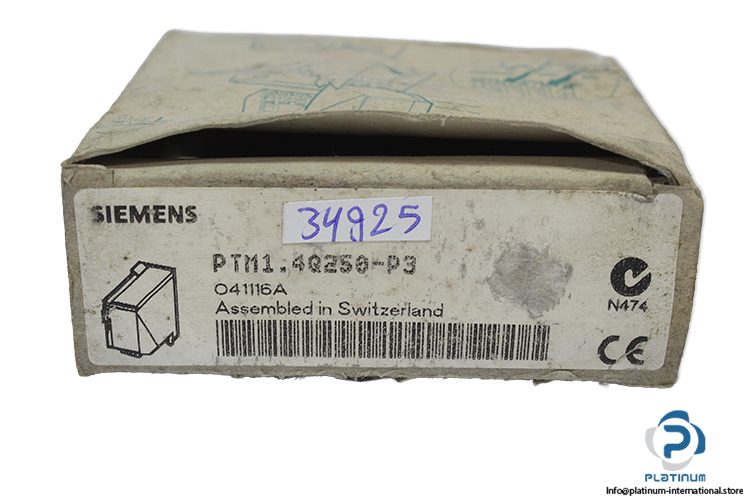 SIEMENS
34925
PTM1.4Q250-P3
041116A
Assembled in Switzerland
N474
CE
PLATINUM
Info@platinum-international.store